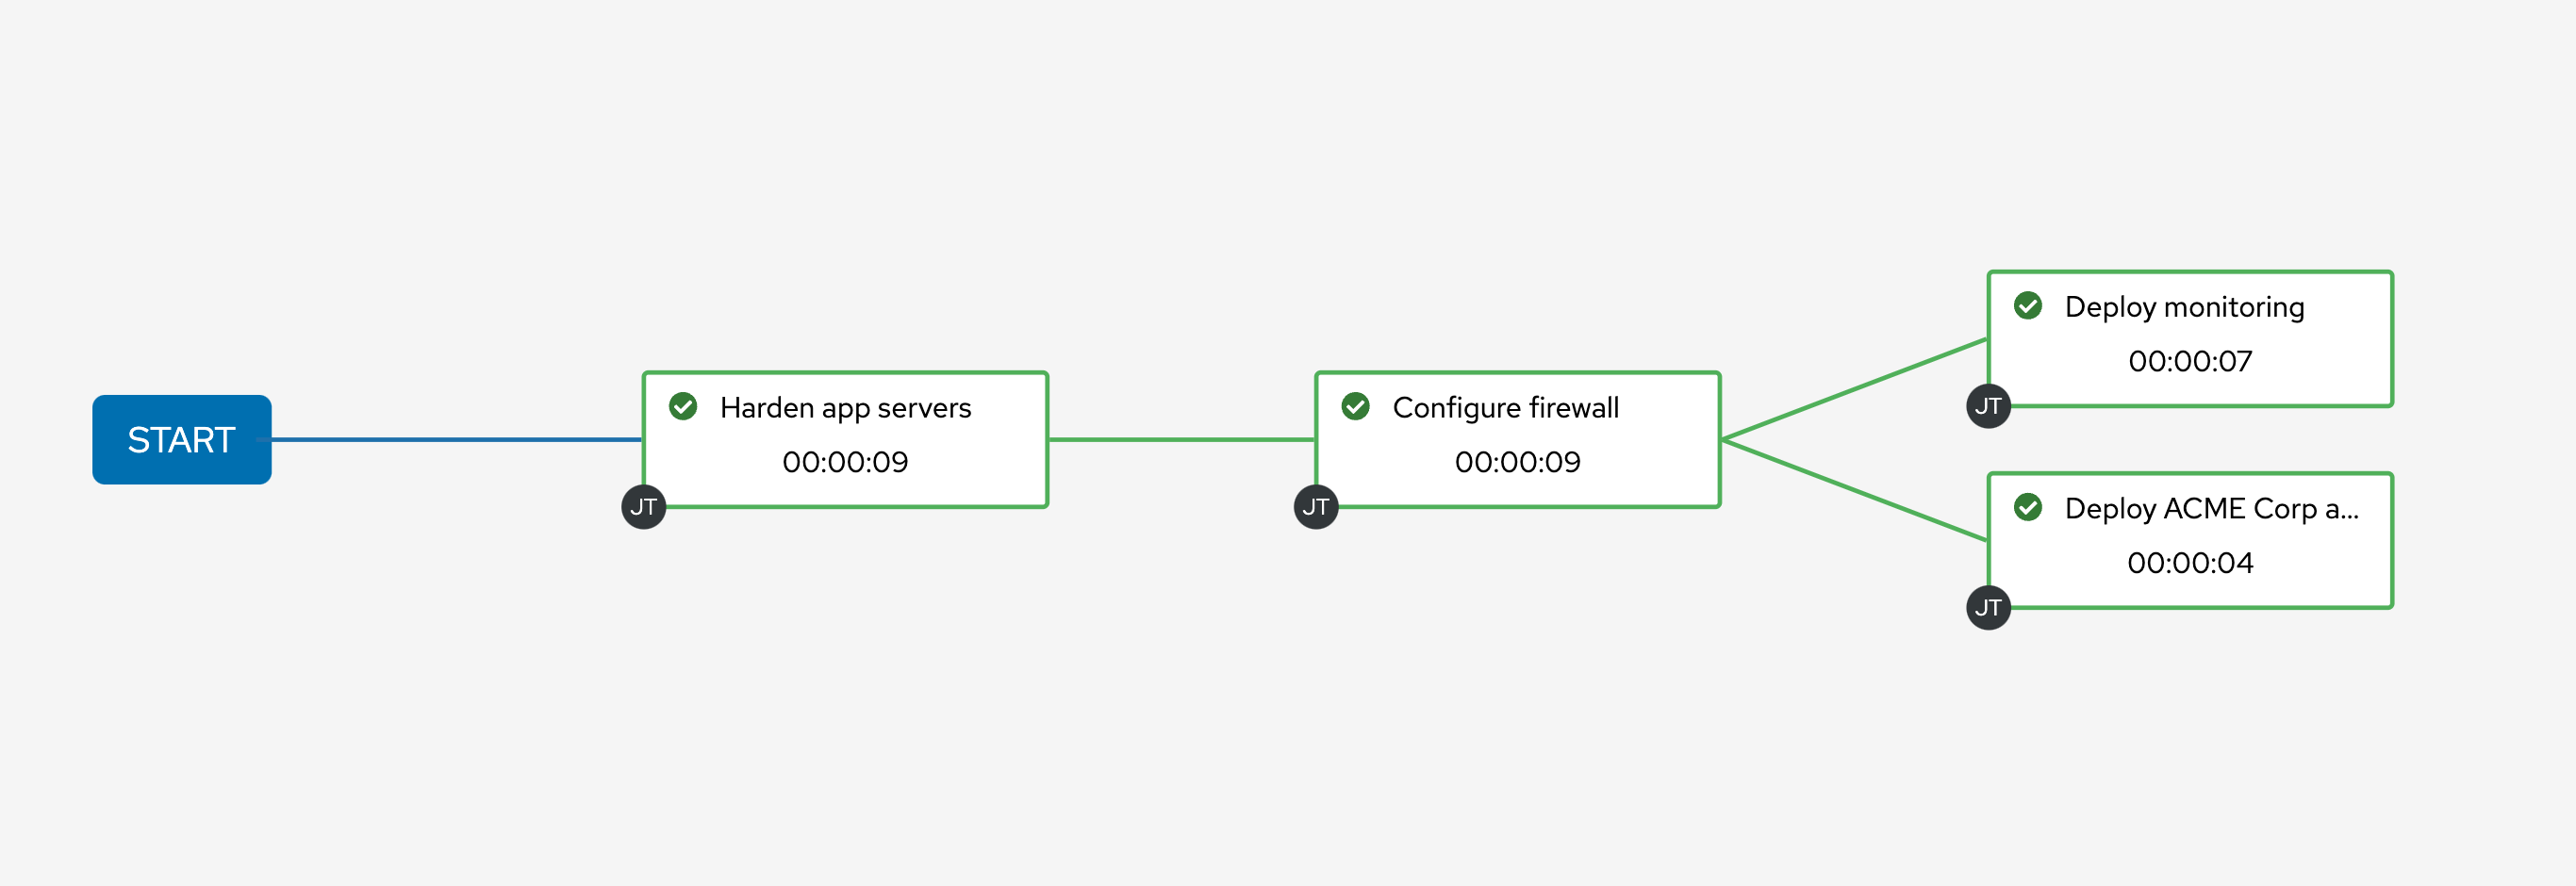 START
Harden app servers
00:00:09
JT
Configure firewall
00:00:09
JT
Deploy monitoring
00:00:07
JT
Deploy ACME Corp a...
00:00:04
JT